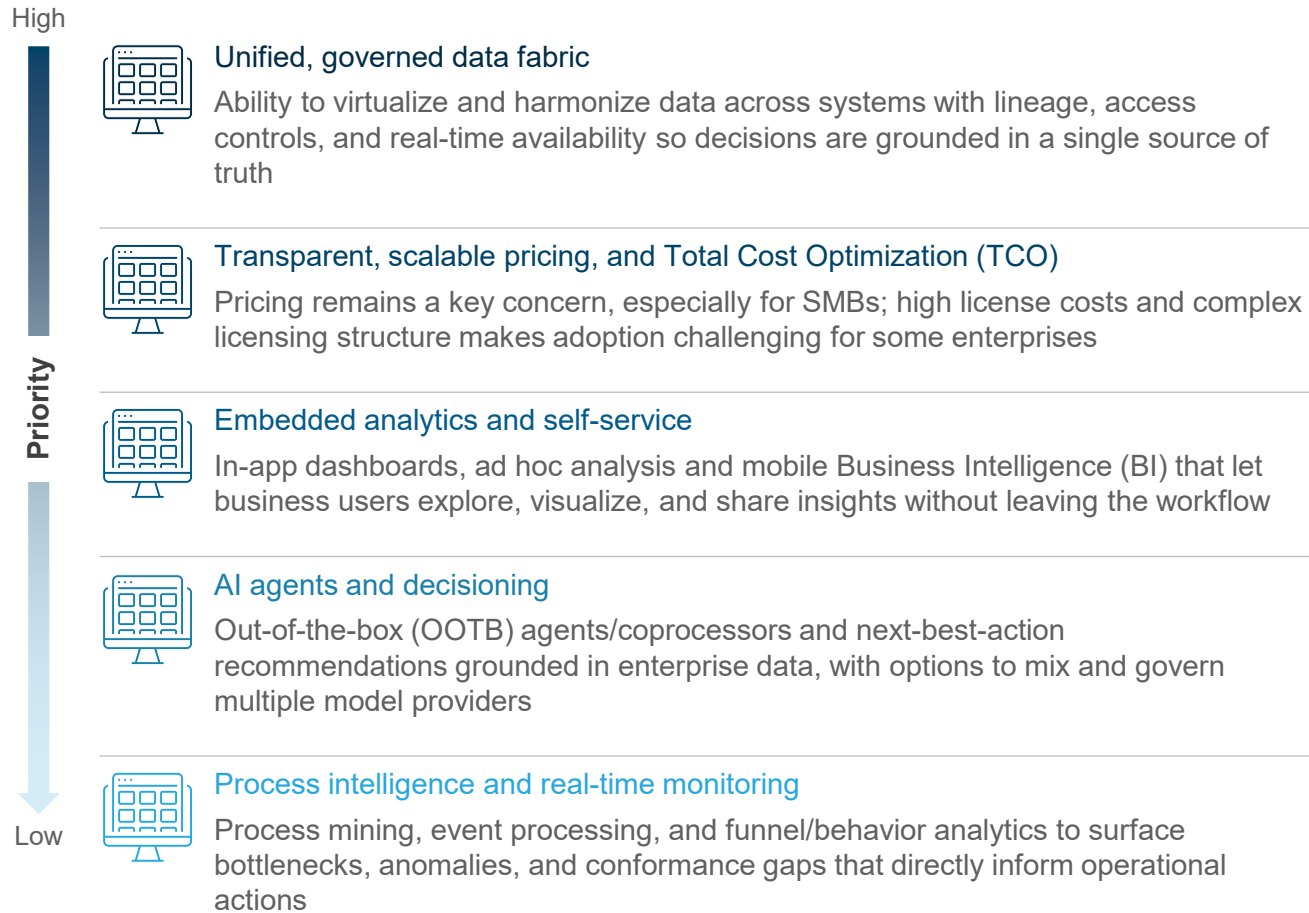 High
Unified, governed data fabric
Ability to virtualize and harmonize data across systems with lineage, access
controls, and real-time availability so decisions are grounded in a single source of
truth
Transparent, scalable pricing, and Total Cost Optimization (TCO)
Pricing remains a key concern, especially for SMBs; high license costs and complex
licensing structure makes adoption challenging for some enterprises
Priority
Embedded analytics and self-service
In-app dashboards, ad hoc analysis and mobile Business Intelligence (BI) that let
business users explore, visualize, and share insights without leaving the workflow
AI agents and decisioning
Out-of-the-box (OOTB) agents/coprocessors and next-best-action
recommendations grounded in enterprise data, with options to mix and govern
multiple model providers
Process intelligence and real-time monitoring
Low
Process mining, event processing, and funnel/behavior analytics to surface
bottlenecks, anomalies, and conformance gaps that directly inform operational
actions